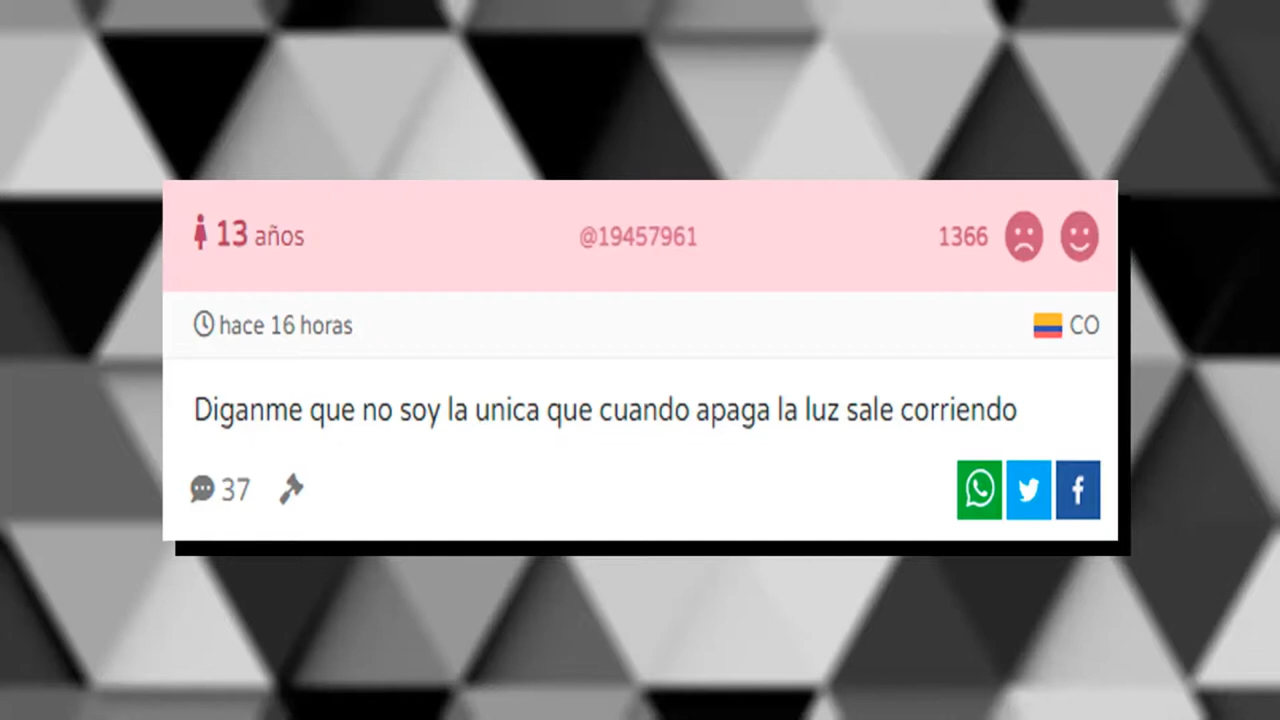 13 años @19457961 1366
hace 16 horas CO
Diganme que no soy la unica que cuando apaga la luz sale corriendo
37